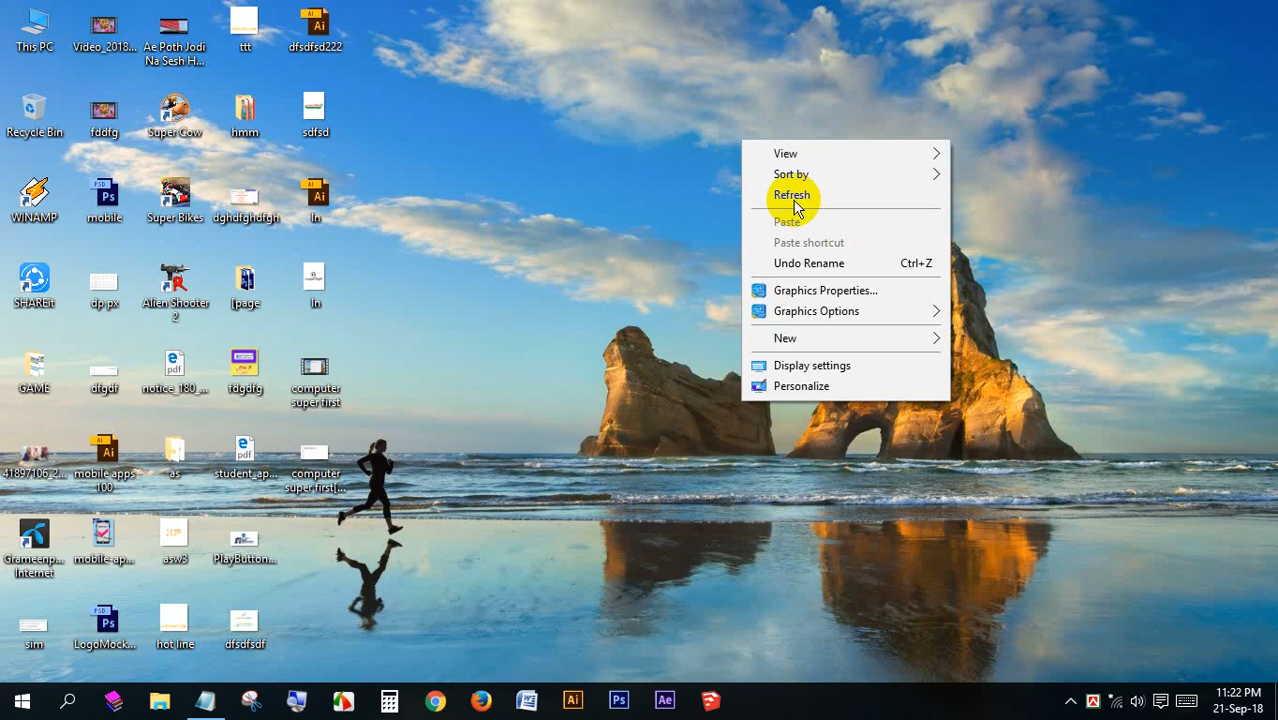 This PC
Video_2018...
Ae Poth Jodi
Na Sesh H...
ttt
dfsdfsd222
Recycle Bin
fddfg
Super Cow
hmm
sdfsd
WINAMP
mobile
Super Bikes
dghdfghdfgh
In
SHAREit
dp px
Alien Shooter
2
[page
In
GAME
dfgdf
notice_180_...
fdgdfg
computer
super first
41897106_2...
mobile apps
100
as
student_ap...
computer
super first[...
Grameenp...
Internet
mobile-ap...
asw3
PlayButton...
sim
LogoMock...
hot line
dfsdfsdf
View
Sort by
Refresh
Paste
Paste shortcut
Undo Rename Ctrl+Z
Graphics Properties...
Graphics Options
New
Display settings
Personalize
11:22 PM
21-Sep-18